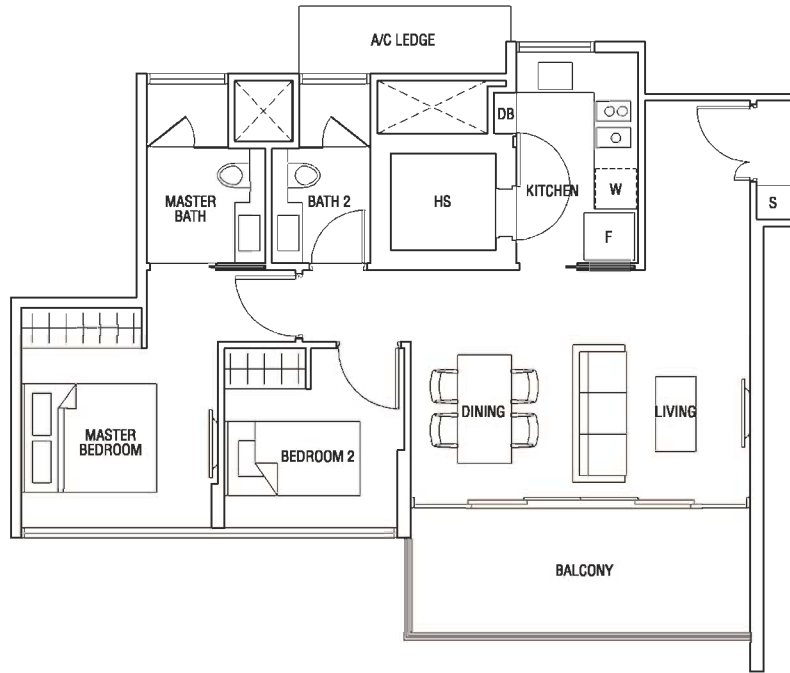 A/C LEDGE
DB
MASTER
BATH
BATH 2
HS
KITCHEN
W
S
F
DINING
LIVING
MASTER
BEDROOM
BEDROOM 2
BALCONY